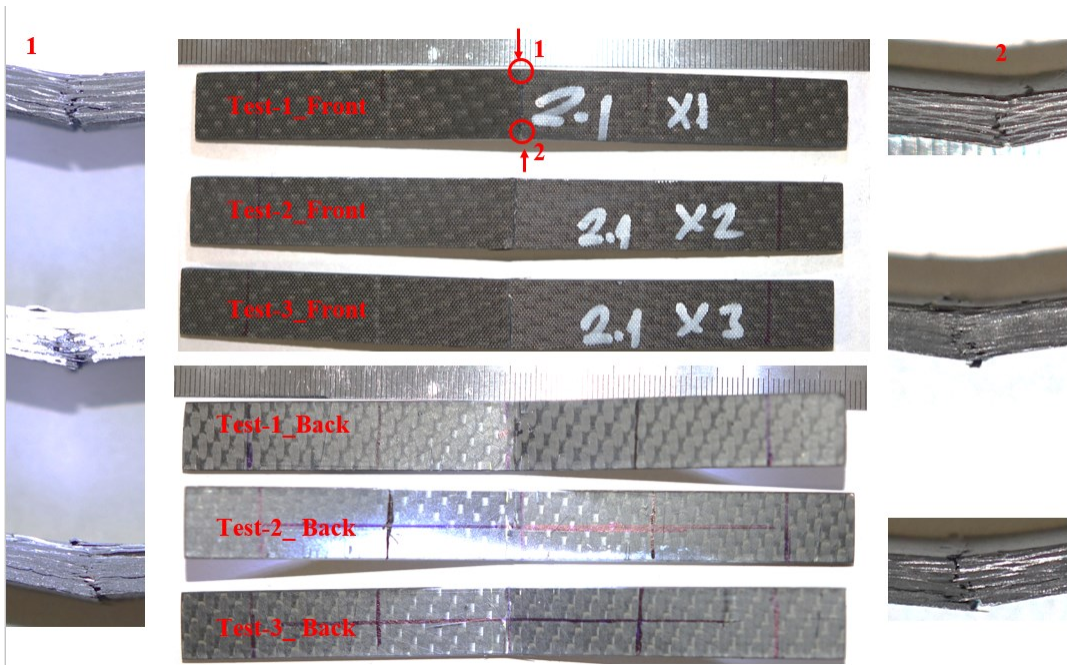 1
1
2
Test-1_Front
2.1 X1
2
Test-2_Front
2.1 X2
Test-3_Front
2.1 X3
Test-1_Back
Test-2_ Back
Test-3_ Back